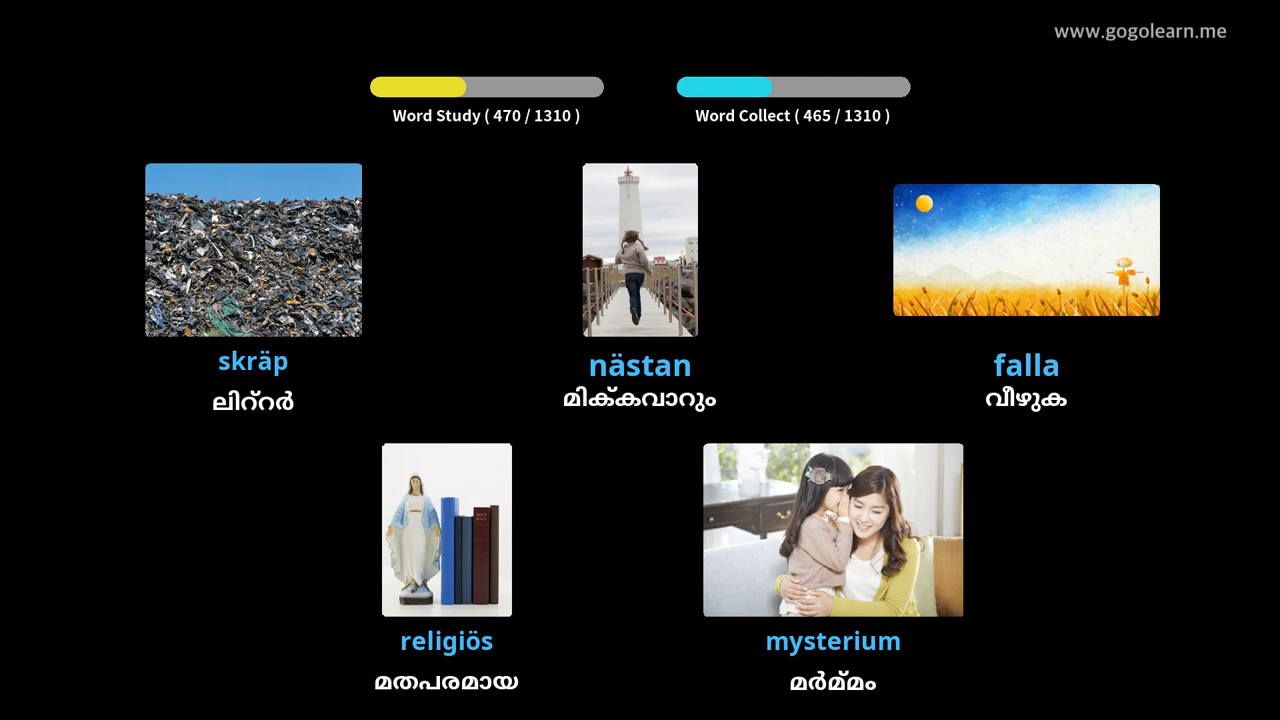 www.gogolearn.me
Word Study ( 470 / 1310 )
Word Collect ( 465 / 1310 )
skräp
ലിറ്റർ
nästan
മിക്കവാറും
falla
വീഴുക
religiös
മതപരമായ
mysterium
മർമ്മം